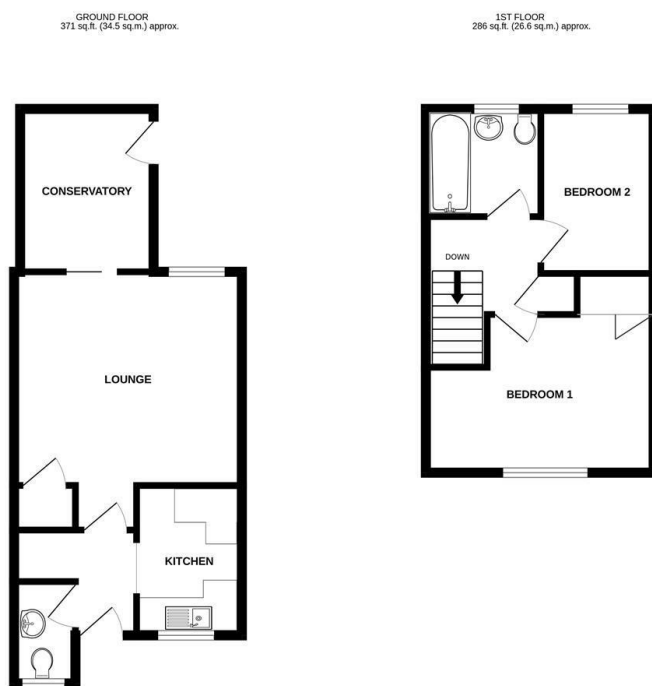 GROUND FLOOR
371 sq.ft. (34.5 sq.m.) approx.
1ST FLOOR
286 sq.ft. (26.6 sq.m.) approx.
CONSERVATORY
LOUNGE
KITCHEN
BEDROOM 2
DOWN
BEDROOM 1